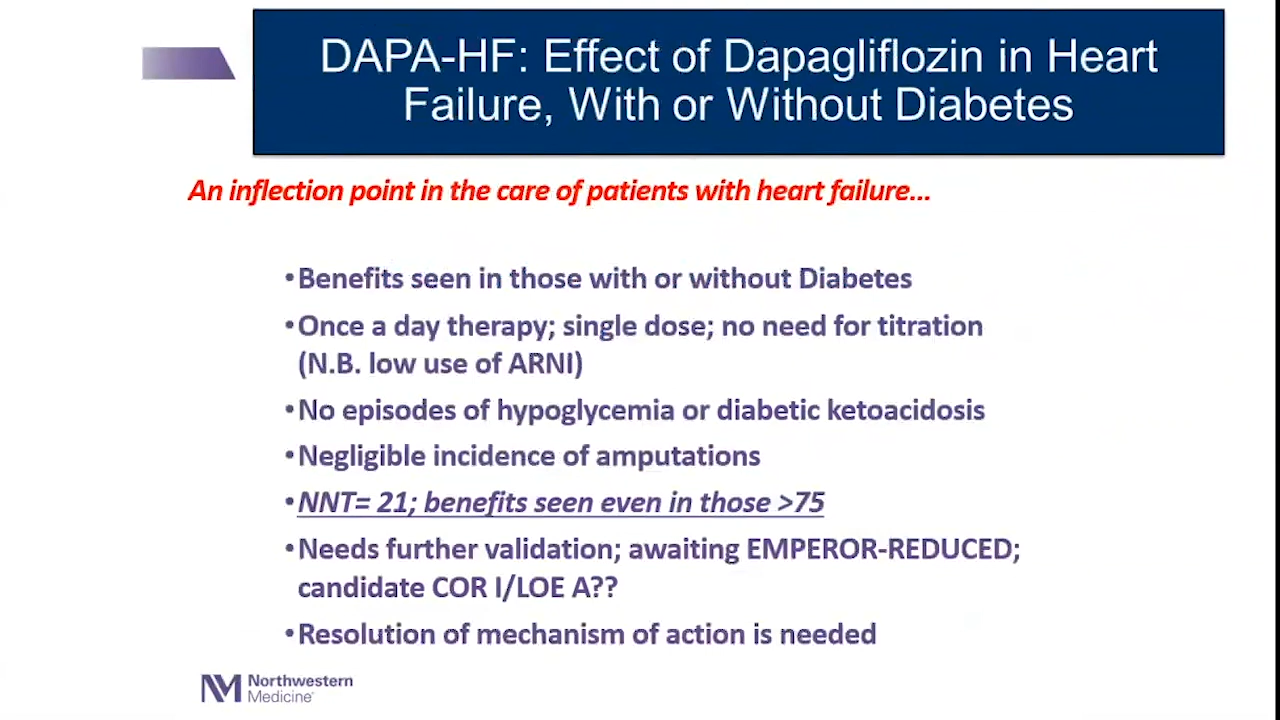 DAPA-HF: Effect of Dapagliflozin in Heart
Failure, With or Without Diabetes
An inflection point in the care of patients with heart failure...
•Benefits seen in those with or without Diabetes
•Once a day therapy; single dose; no need for titration
(N.B. low use of ARNI)
•No episodes of hypoglycemia or diabetic ketoacidosis
•Negligible incidence of amputations
•NNT= 21; benefits seen even in those >75
•Needs further validation; awaiting EMPEROR-REDUCED;
candidate COR I/LOE A??
•Resolution of mechanism of action is needed
NM Northwestern
Medicine